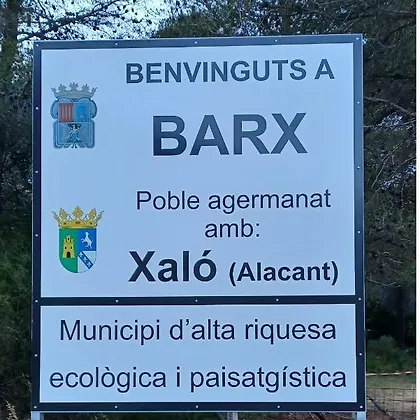 BENVINGUTS A
BARX
Poble agermanat
amb:
Xaló (Alacant)
Municipi d'alta riquesa
ecològica i paisatgística